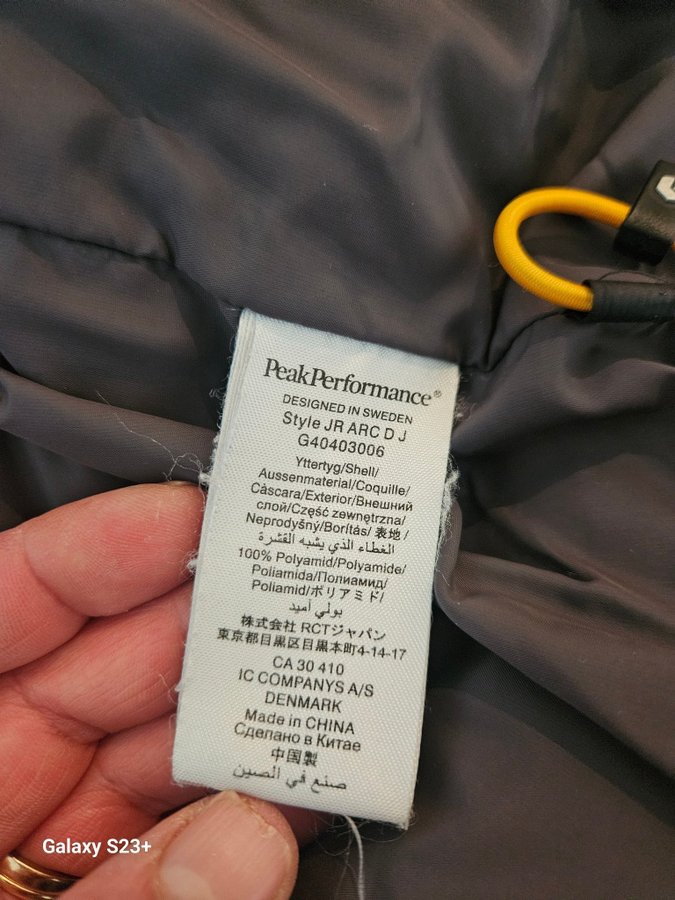 PeakPerformance®
DESIGNED IN SWEDEN
Style JR ARC D J
G40403006
Yttertyg/Shell/
Aussenmaterial/Coquille/
Càscara/Exterior/Внешний
слой/Część zewnętrzna/
Neprodyšný/Borítás/ 表地 /
الغطاء الذي يشبه القشرة
100% Polyamid/Polyamide/
Poliamida/Полиамид/
Poliamid/ポリアミド/
بولي أميد
株式会社 RCTジャパン
東京都目黒区目黒本町4-14-17
CA 30 410
IC COMPANYS A/S
DENMARK
Made in CHINA
Сделано в Китае
中国製
صنع في الصين
Galaxy S23+